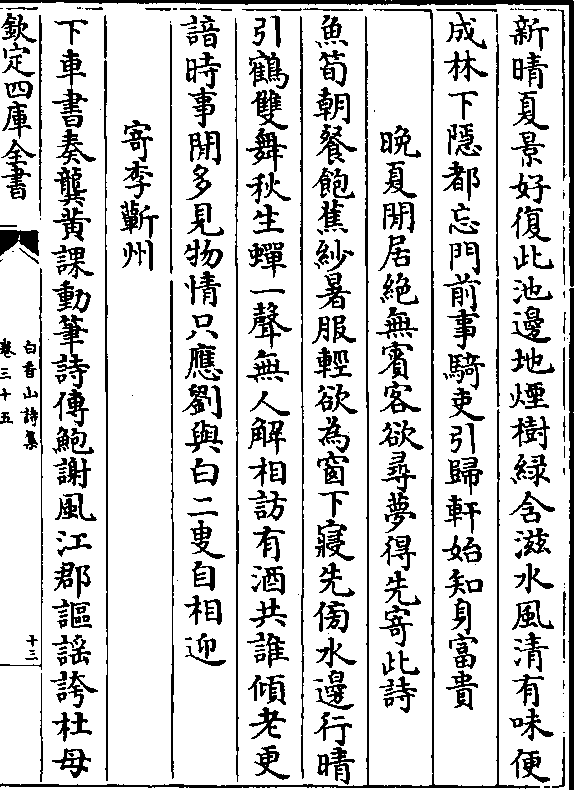 新晴夏景好復此池邊地煙樹緑含滋水風清有味便
成林下隱都忘門前事騎吏引歸軒始知身富貴
晚夏閒居絶無賓客欲尋夢得先寄此詩
魚筍朝餐飽蕉紗暑服輕欲為窗下寢先傍水邊行晴
引鶴雙舞秋生蟬一聲無人解相訪有酒共誰傾老更
諳時事閒多見物情只應劉與白二叟自相迎
寄李蘄州
下車書奏龔黃課動筆詩傳鮑謝風江郡謳謠誇杜母
欽定四庫全書
白香山詩集
卷三十五
十三